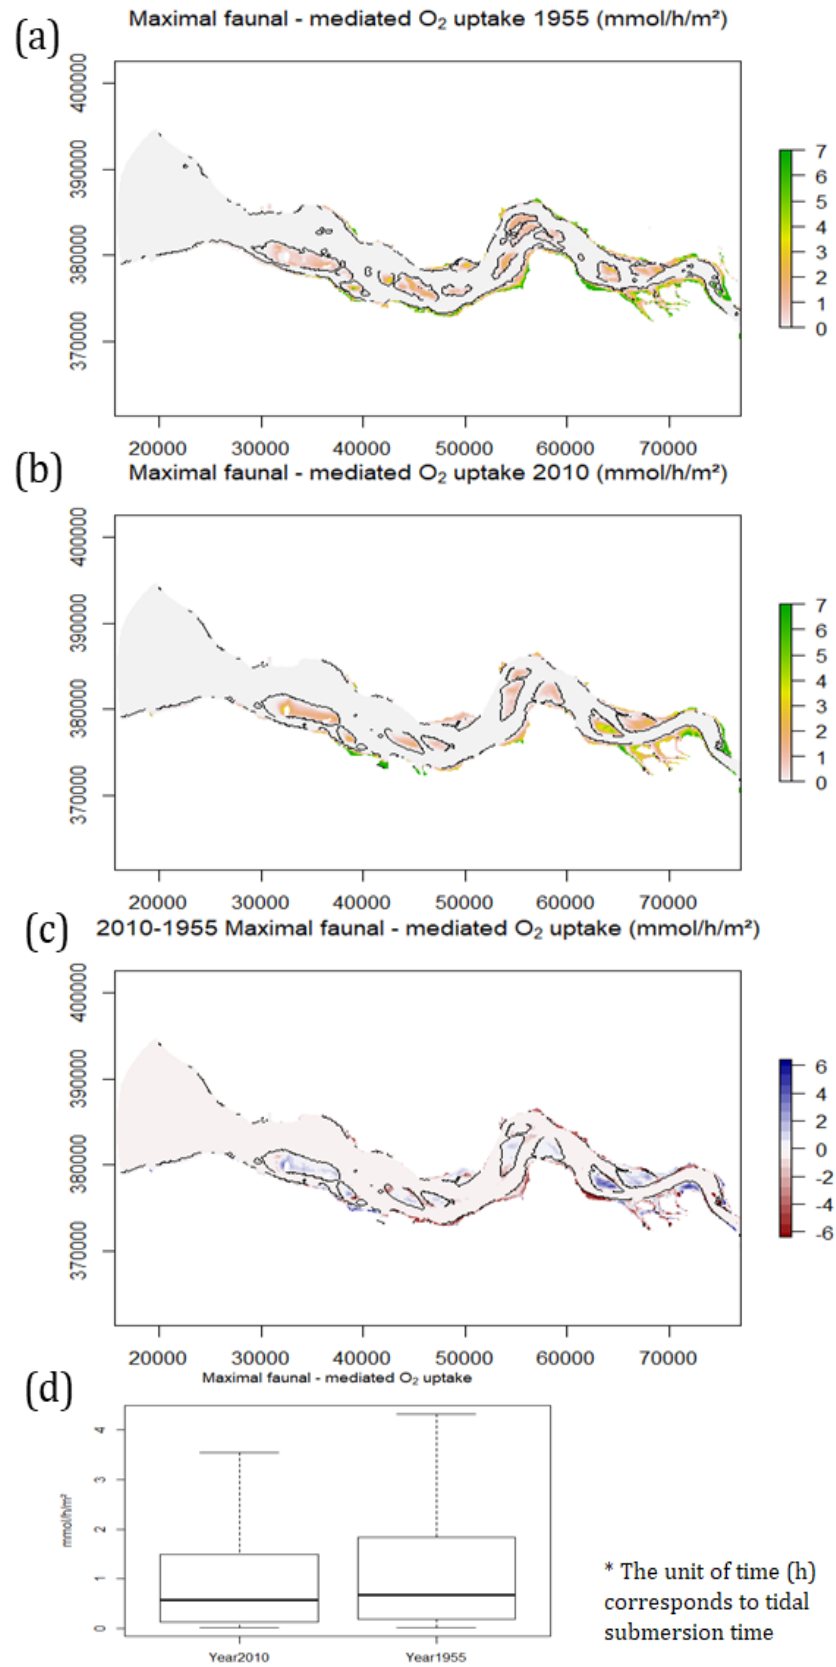 (a)
Maximal faunal - mediated O₂ uptake 1955 (mmol/h/m²)
400000
390000
380000
370000
20000 30000 40000 50000 60000 70000
7
6
5
4
3
2
1
0
(b)
Maximal faunal - mediated O₂ uptake 2010 (mmol/h/m²)
400000
390000
380000
370000
20000 30000 40000 50000 60000 70000
7
6
5
4
3
2
1
0
(c)
2010-1955 Maximal faunal - mediated O₂ uptake (mmol/h/m²)
400000
390000
380000
370000
20000 30000 40000 50000 60000 70000
6
4
2
0
-2
-4
-6
(d)
Maximal faunal - mediated O₂ uptake
mmol/h/m²
4
3
2
1
0
Year2010 Year1955
* The unit of time (h)
corresponds to tidal
submersion time